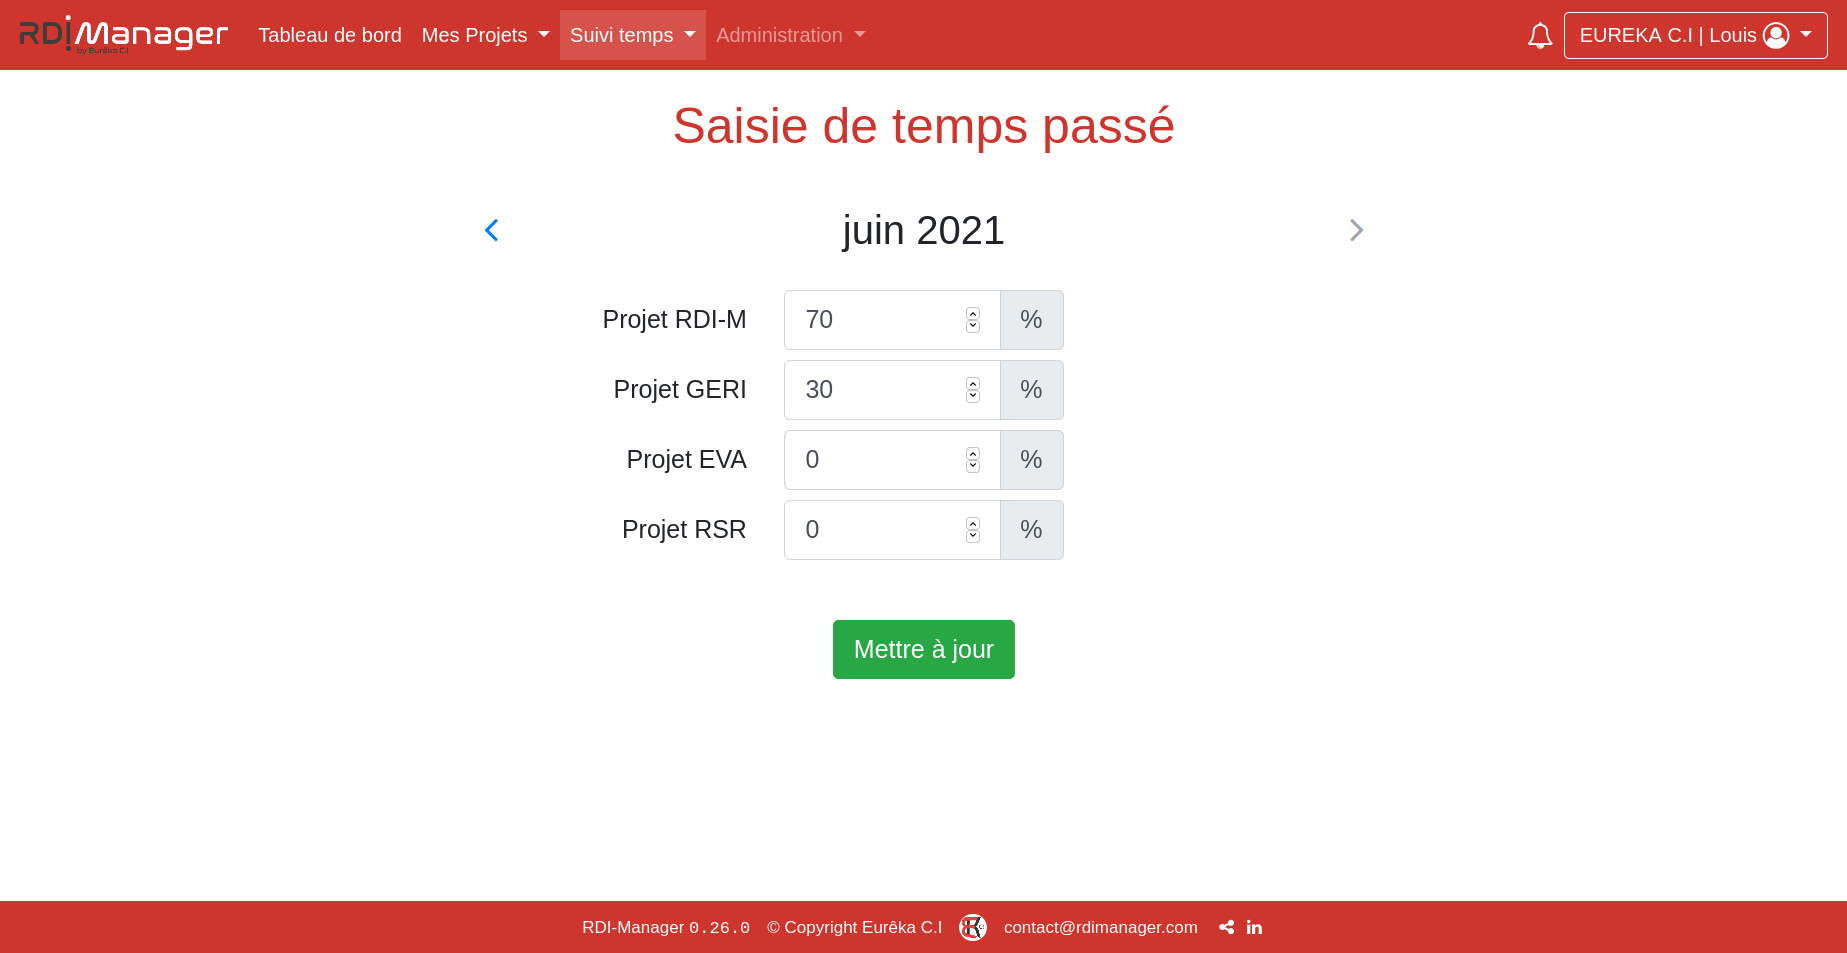 RDiManager
by Eurêka C.I
Tableau de bord Mes Projets Suivi temps Administration EUREKA C.I | Louis
Saisie de temps passé
juin 2021
Projet RDI-M 70 %
Projet GERI 30 %
Projet EVA 0 %
Projet RSR 0 %
Mettre à jour
RDI-Manager 0.26.0 © Copyright Eurêka C.I contact@rdimanager.com